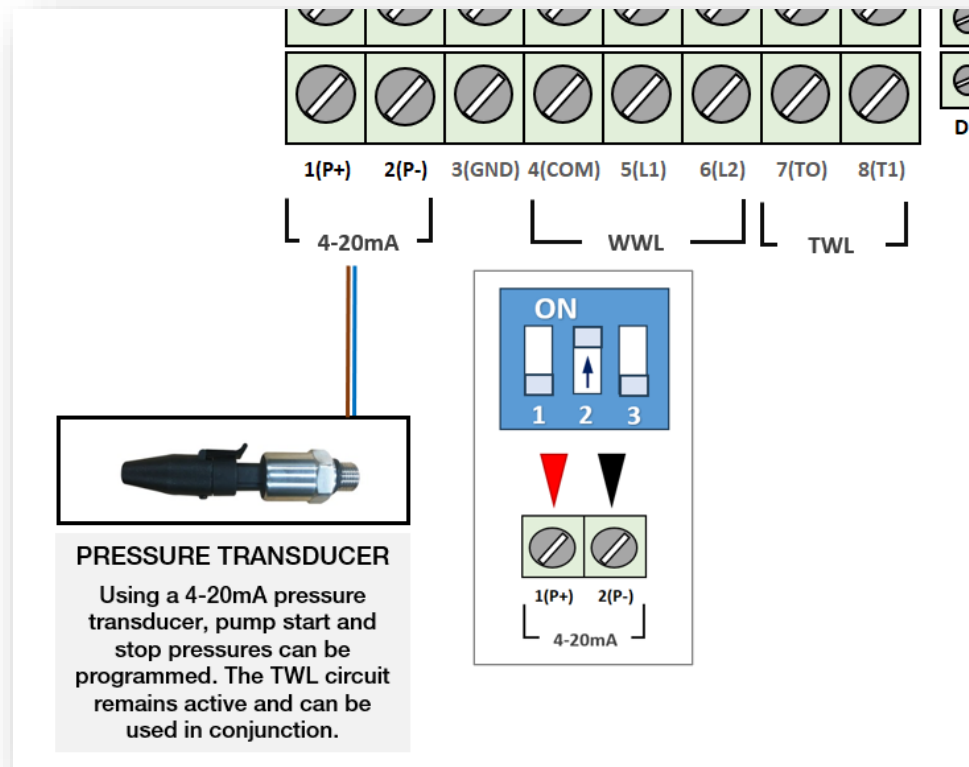 D
1(P+) 2(P-) 3(GND) 4(COM) 5(L1) 6(L2) 7(TO) 8(T1)
4-20mA WWL TWL
ON
1 2 3
1(P+) 2(P-)
4-20mA
PRESSURE TRANSDUCER
Using a 4-20mA pressure
transducer, pump start and
stop pressures can be
programmed. The TWL circuit
remains active and can be
used in conjunction.